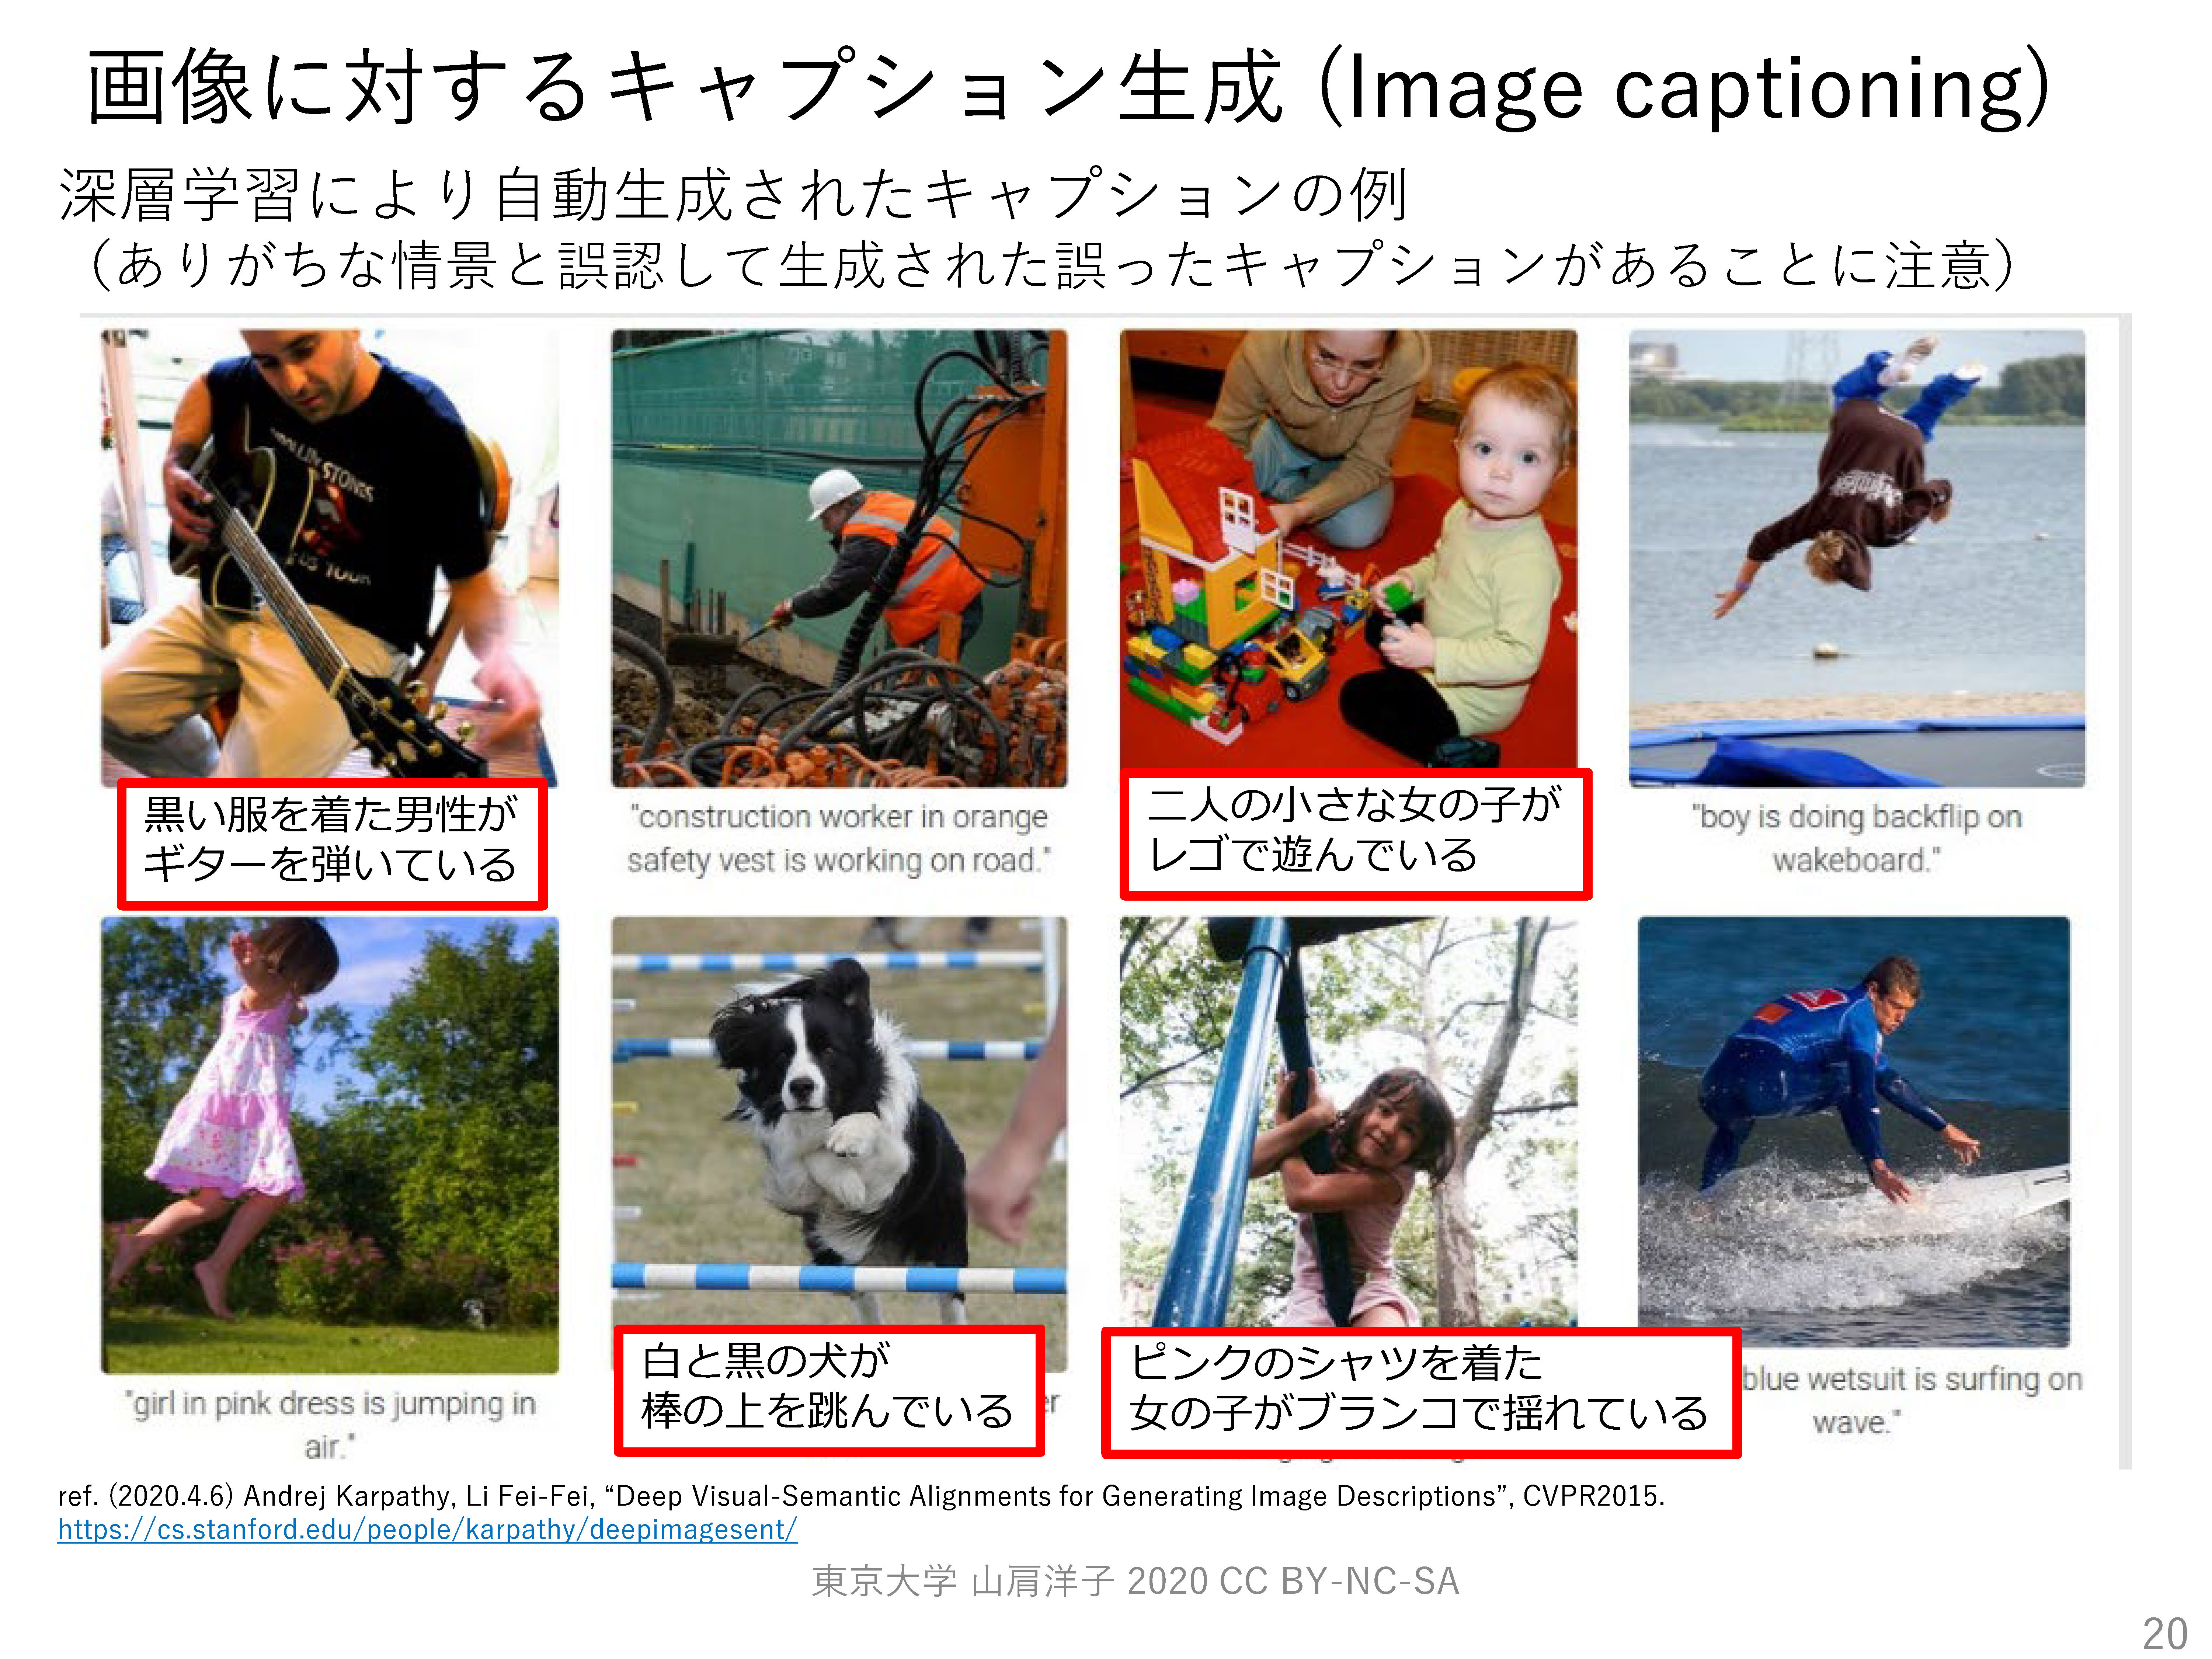 画像に対するキャプション生成 (Image captioning)
深層学習により自動生成されたキャプションの例
（ありがちな情景と誤認して生成された誤ったキャプションがあることに注意）
STONES
TOUR
黒い服を着た男性が
ギターを弾いている
"construction worker in orange
safety vest is working on road."
二人の小さな女の子が
レゴで遊んでいる
"boy is doing backflip on
wakeboard."
"girl in pink dress is jumping in
air."
白と黒の犬が
棒の上を跳んでいる
er
ピンクのシャツを着た
女の子がブランコで揺れている
blue wetsuit is surfing on
wave."
ref. (2020.4.6) Andrej Karpathy, Li Fei-Fei, “Deep Visual-Semantic Alignments for Generating Image Descriptions”, CVPR2015.
https://cs.stanford.edu/people/karpathy/deepimagesent/
東京大学 山肩洋子 2020 CC BY-NC-SA
20